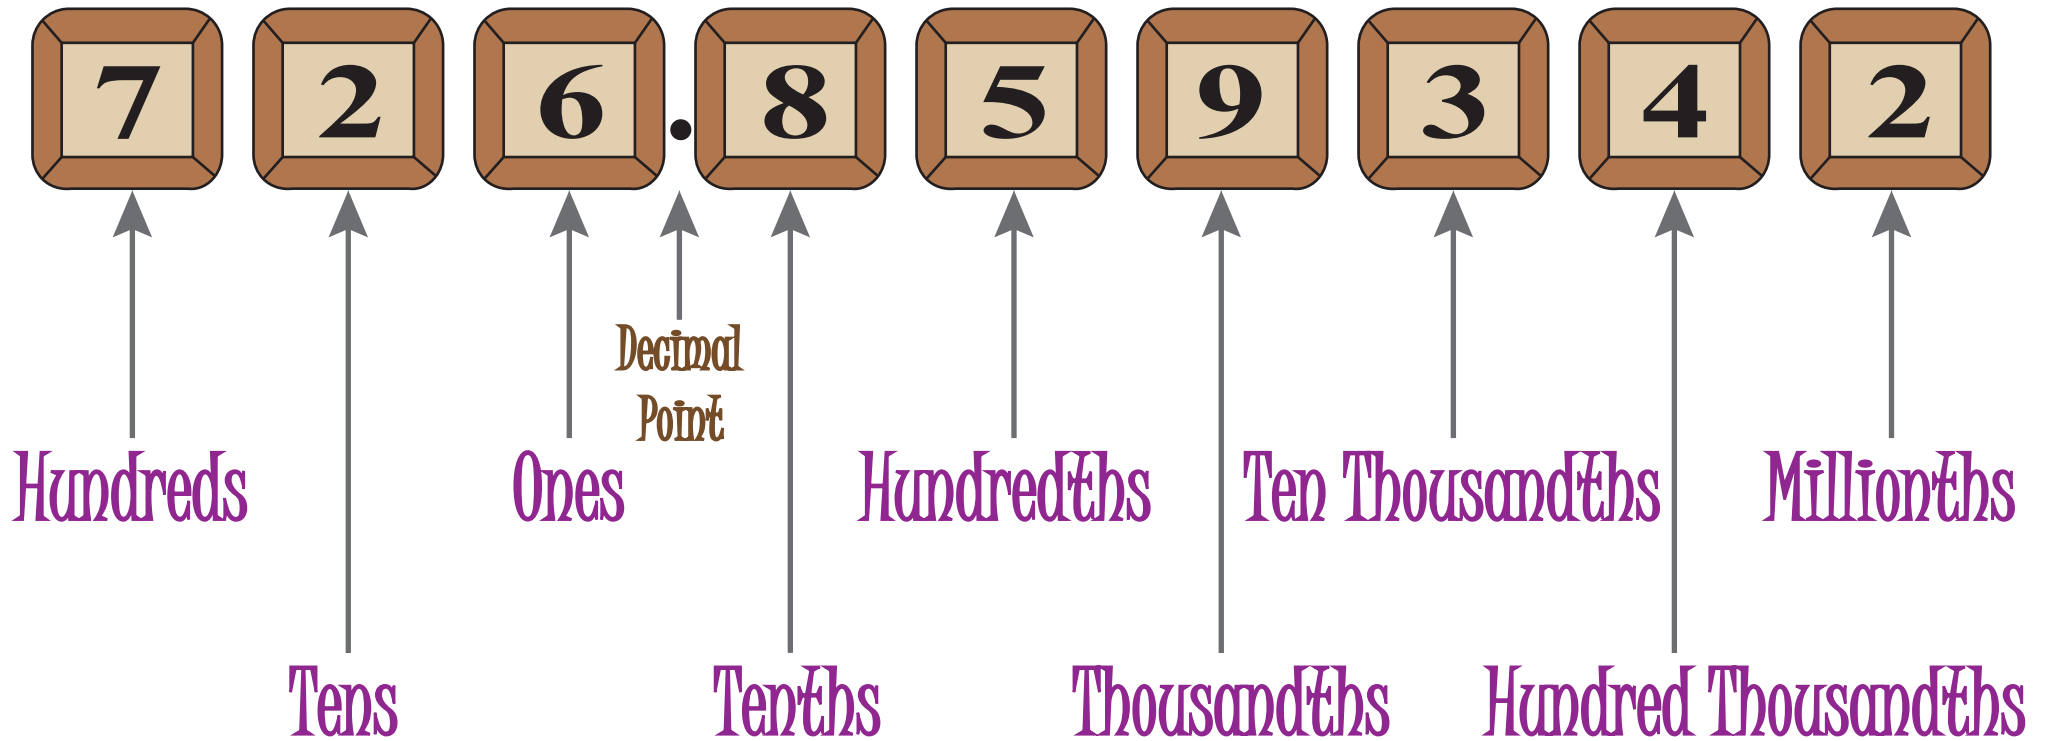 7 2 6 . 8 5 9 3 4 2
Decimal
Point
Hundreds Ones Hundredths Ten Thousandths Millionths
Tens Tenths Thousandths Hundred Thousandths